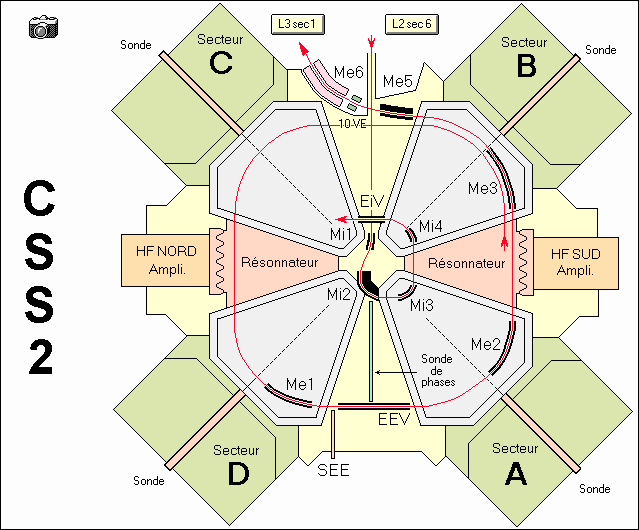 L3 sec1
L2 sec 6
Sonde
Secteur
C
Me6
Me5
Secteur
B
Sonde
10-VE
Me3
EiV
Mi1
Mi4
CSS2
HF NORD
Ampli.
Résonnateur
Résonnateur
HF SUD
Ampli.
Mi2
Mi3
Me2
Sonde
de
phases
Me1
EEV
Secteur
D
SEE
Secteur
A
Sonde
Sonde